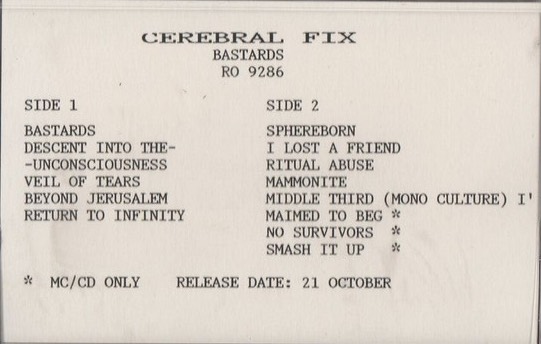 CEREBRAL FIX
BASTARDS
RO 9286
SIDE 1
BASTARDS
DESCENT INTO THE-
-UNCONSCIOUSNESS
VEIL OF TEARS
BEYOND JERUSALEM
RETURN TO INFINITY
SIDE 2
SPHEREBORN
I LOST A FRIEND
RITUAL ABUSE
MAMMONITE
MIDDLE THIRD (MONO CULTURE) I'
MAIMED TO BEG *
NO SURVIVORS *
SMASH IT UP *
* MC/CD ONLY RELEASE DATE: 21 OCTOBER